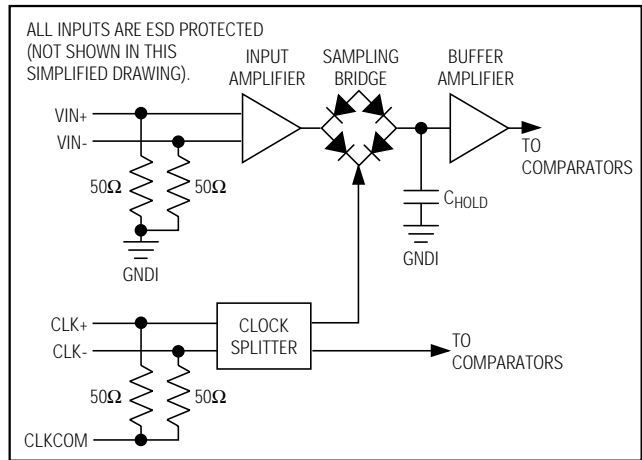 ALL INPUTS ARE ESD PROTECTED
(NOT SHOWN IN THIS
SIMPLIFIED DRAWING).
INPUT
AMPLIFIER
SAMPLING
BRIDGE
BUFFER
AMPLIFIER
VIN+
VIN-
TO
COMPARATORS
50Ω
50Ω
CHOLD
GNDI
GNDI
CLK+
CLK-
CLOCK
SPLITTER
TO
COMPARATORS
50Ω
50Ω
CLKCOM